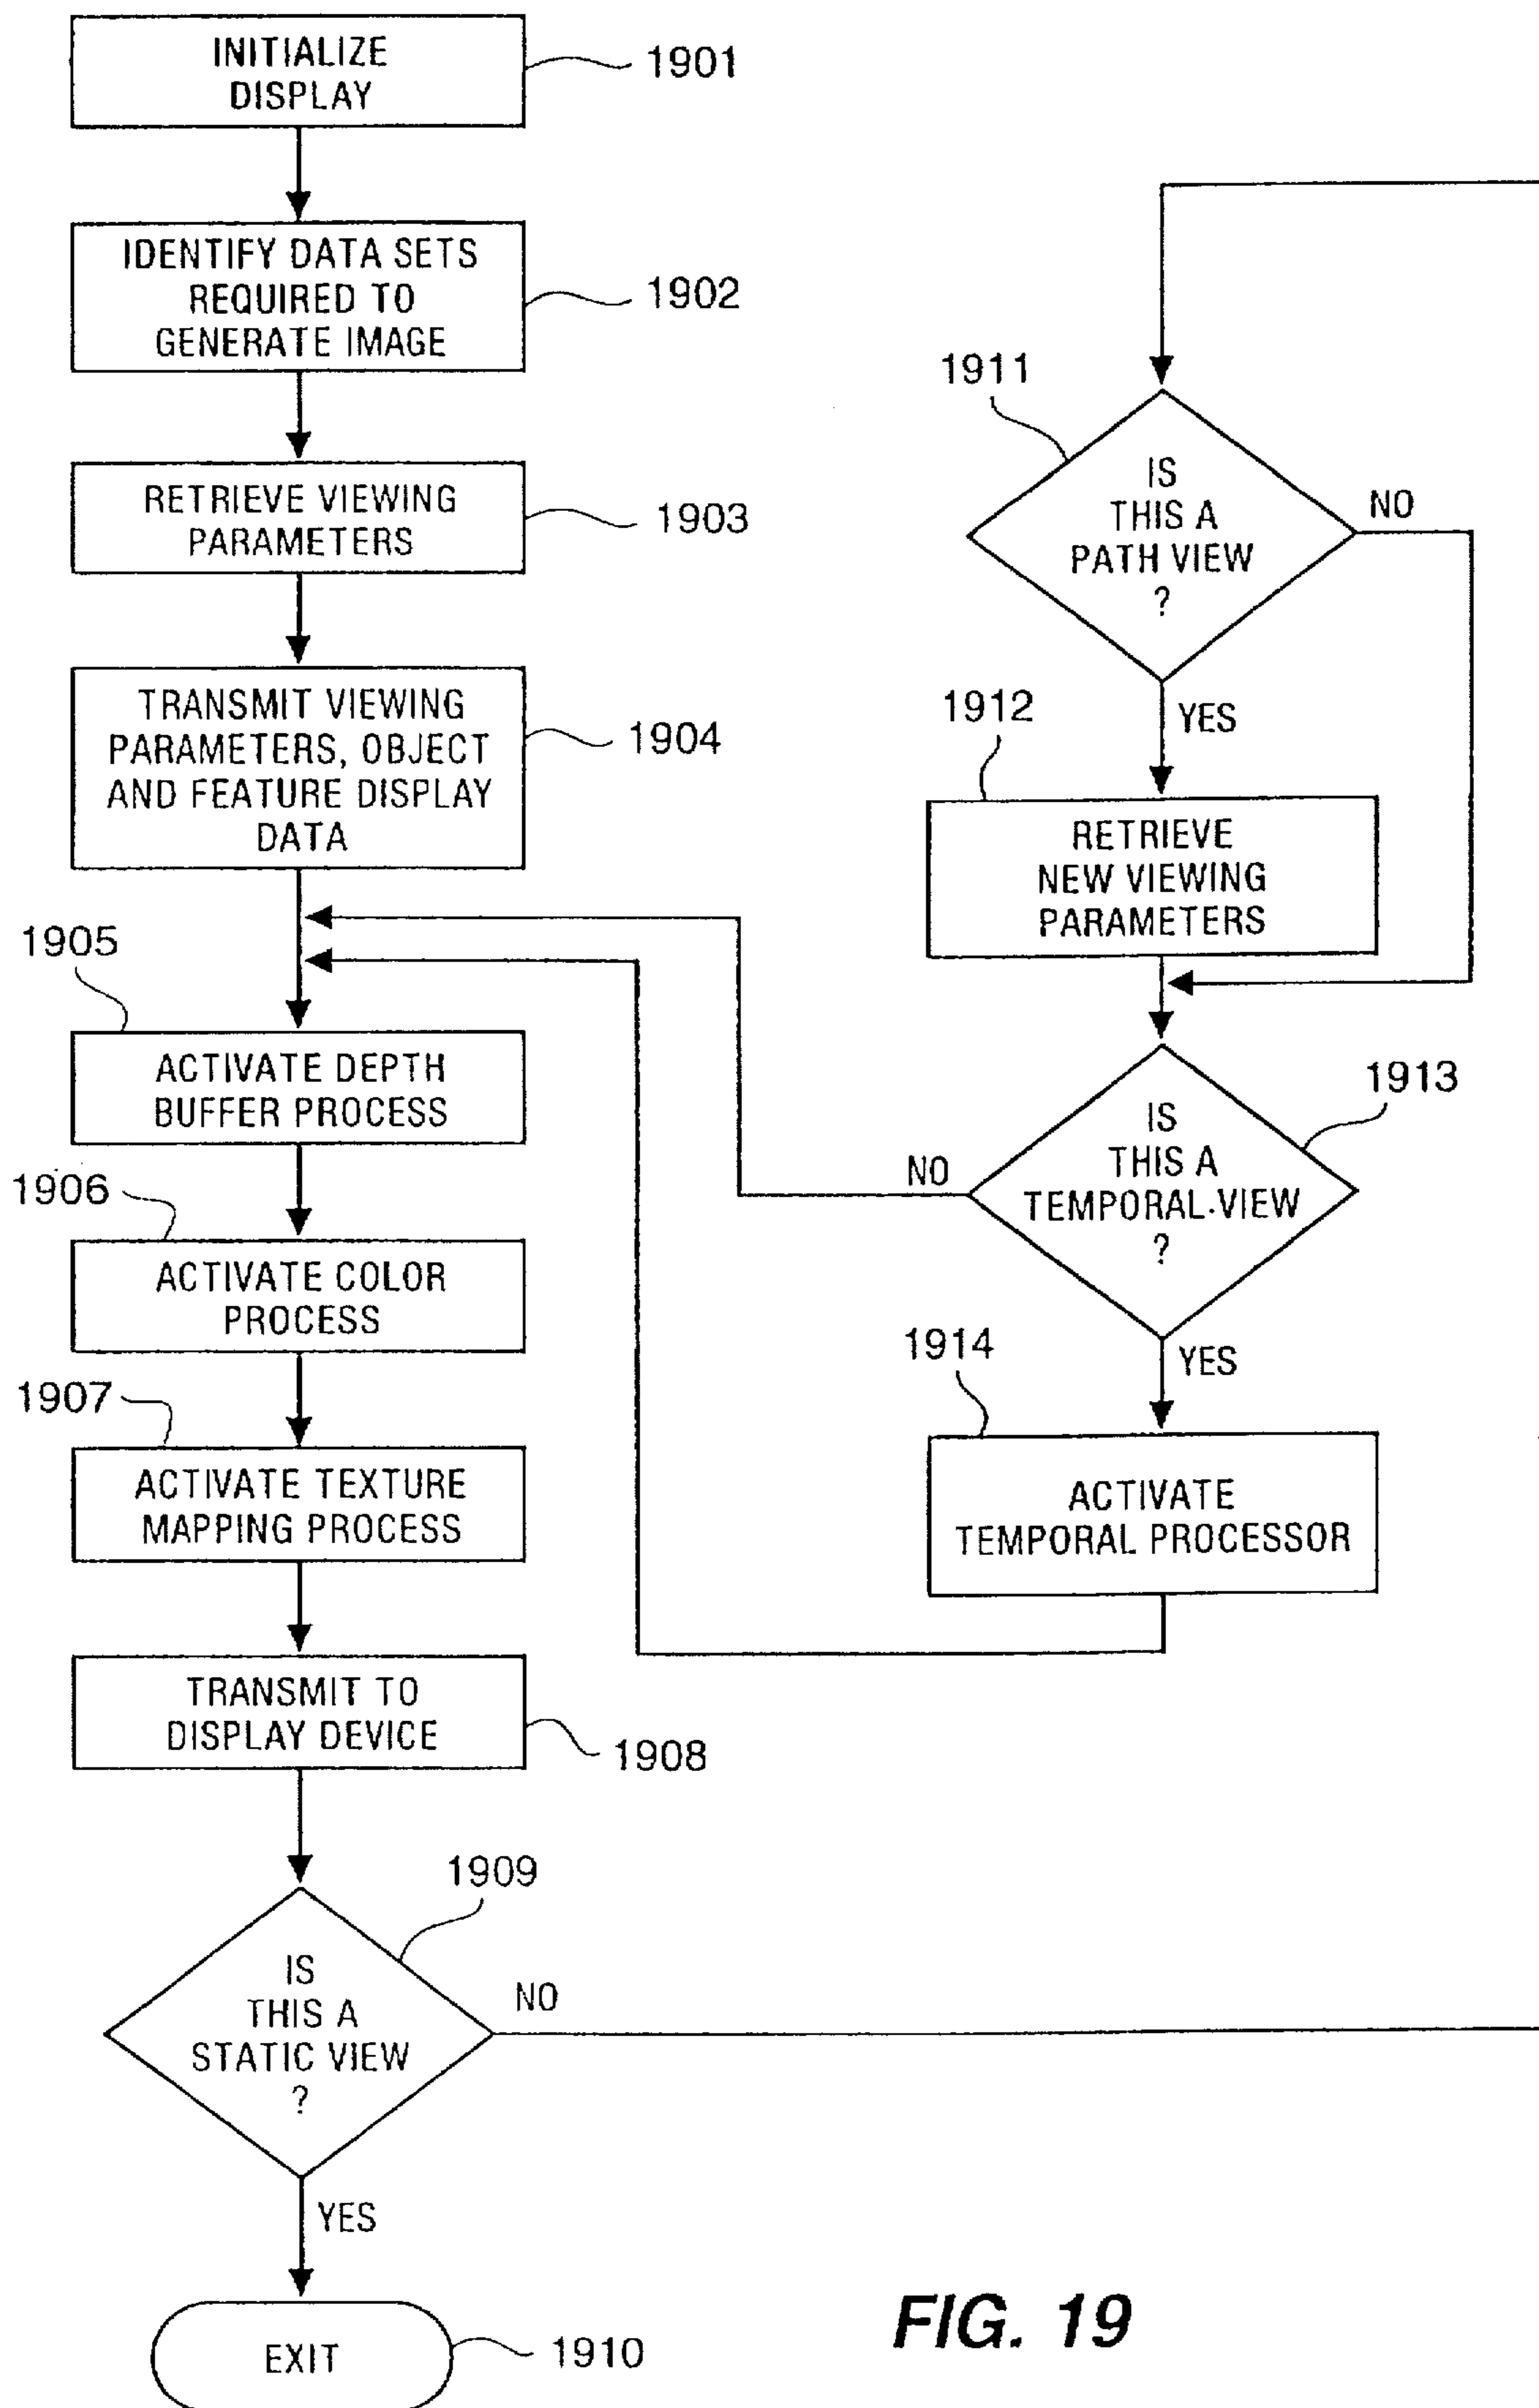 INITIALIZE
DISPLAY
1901
IDENTIFY DATA SETS
REQUIRED TO
GENERATE IMAGE
1902
RETRIEVE VIEWING
PARAMETERS
1903
TRANSMIT VIEWING
PARAMETERS, OBJECT
AND FEATURE DISPLAY
DATA
1904
1905
ACTIVATE DEPTH
BUFFER PROCESS
1906
ACTIVATE COLOR
PROCESS
1907
ACTIVATE TEXTURE
MAPPING PROCESS
TRANSMIT TO
DISPLAY DEVICE
1908
1909
IS
THIS A
STATIC VIEW
?
NO
YES
EXIT
1910
1911
IS
THIS A
PATH VIEW
?
NO
YES
1912
RETRIEVE
NEW VIEWING
PARAMETERS
1913
IS
THIS A
TEMPORAL VIEW
?
NO
YES
1914
ACTIVATE
TEMPORAL PROCESSOR
FIG. 19